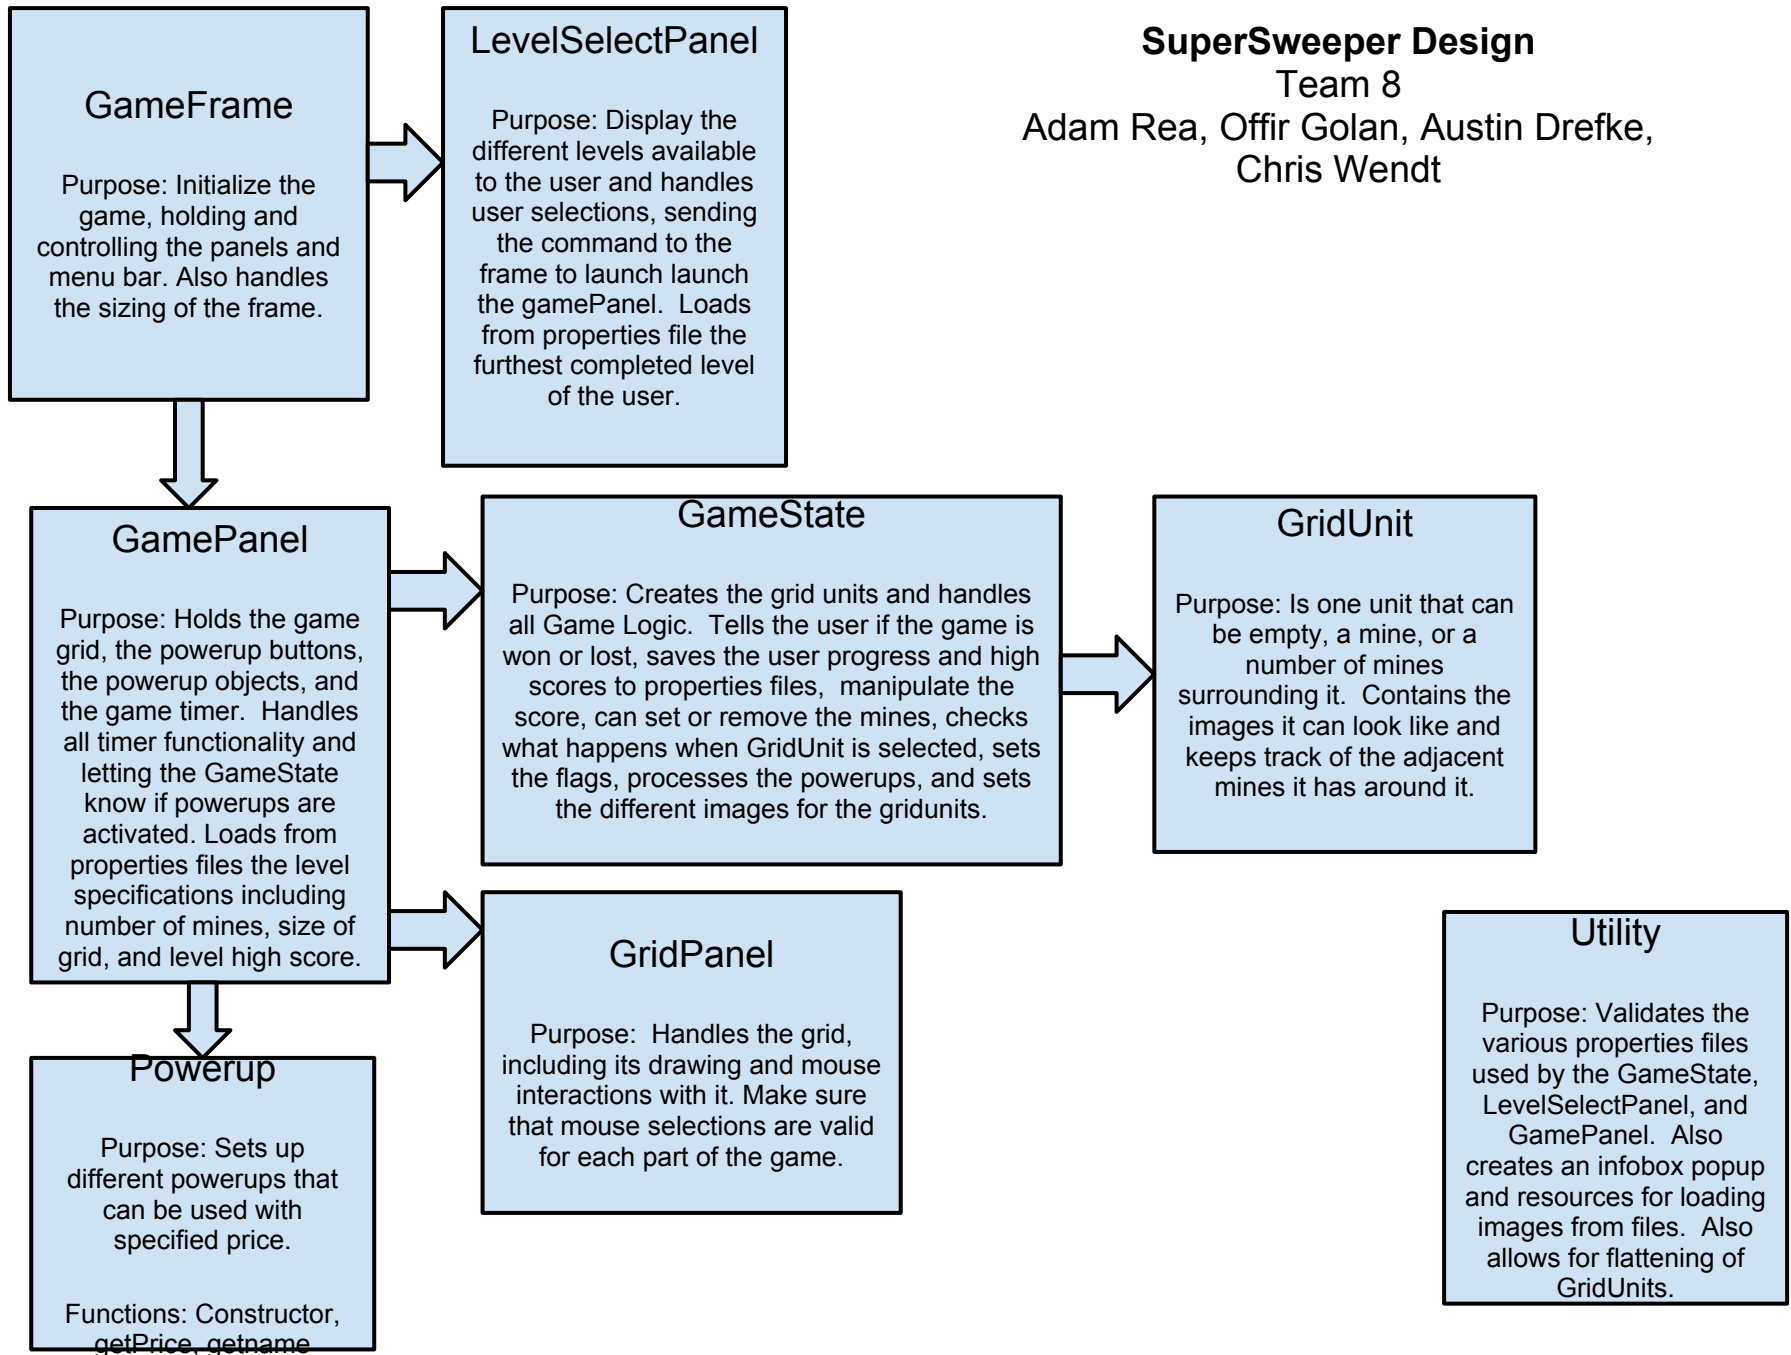 GameFrame
Purpose: Initialize the
game, holding and
controlling the panels and
menu bar. Also handles
the sizing of the frame.
LevelSelectPanel
Purpose: Display the
different levels available
to the user and handles
user selections, sending
the command to the
frame to launch launch
the gamePanel.  Loads
from properties file the
furthest completed level
of the user.
SuperSweeper Design
Team 8
Adam Rea, Offir Golan, Austin Drefke,
Chris Wendt
GamePanel
Purpose: Holds the game
grid, the powerup buttons,
the powerup objects, and
the game timer.  Handles
all timer functionality and
letting the GameState
know if powerups are
activated. Loads from
properties files the level
specifications including
number of mines, size of
grid, and level high score.
GameState
Purpose: Creates the grid units and handles
all Game Logic.  Tells the user if the game is
won or lost, saves the user progress and high
scores to properties files,  manipulate the
score, can set or remove the mines, checks
what happens when GridUnit is selected, sets
the flags, processes the powerups, and sets
the different images for the gridunits.
GridUnit
Purpose: Is one unit that can
be empty, a mine, or a
number of mines
surrounding it.  Contains the
images it can look like and
keeps track of the adjacent
mines it has around it.
GridPanel
Purpose:  Handles the grid,
including its drawing and mouse
interactions with it. Make sure
that mouse selections are valid
for each part of the game.
Utility
Purpose: Validates the
various properties files
used by the GameState,
LevelSelectPanel, and
GamePanel.  Also
creates an infobox popup
and resources for loading
images from files.  Also
allows for flattening of
GridUnits.
Powerup
Purpose: Sets up
different powerups that
can be used with
specified price.
Functions: Constructor,
getPrice, getname